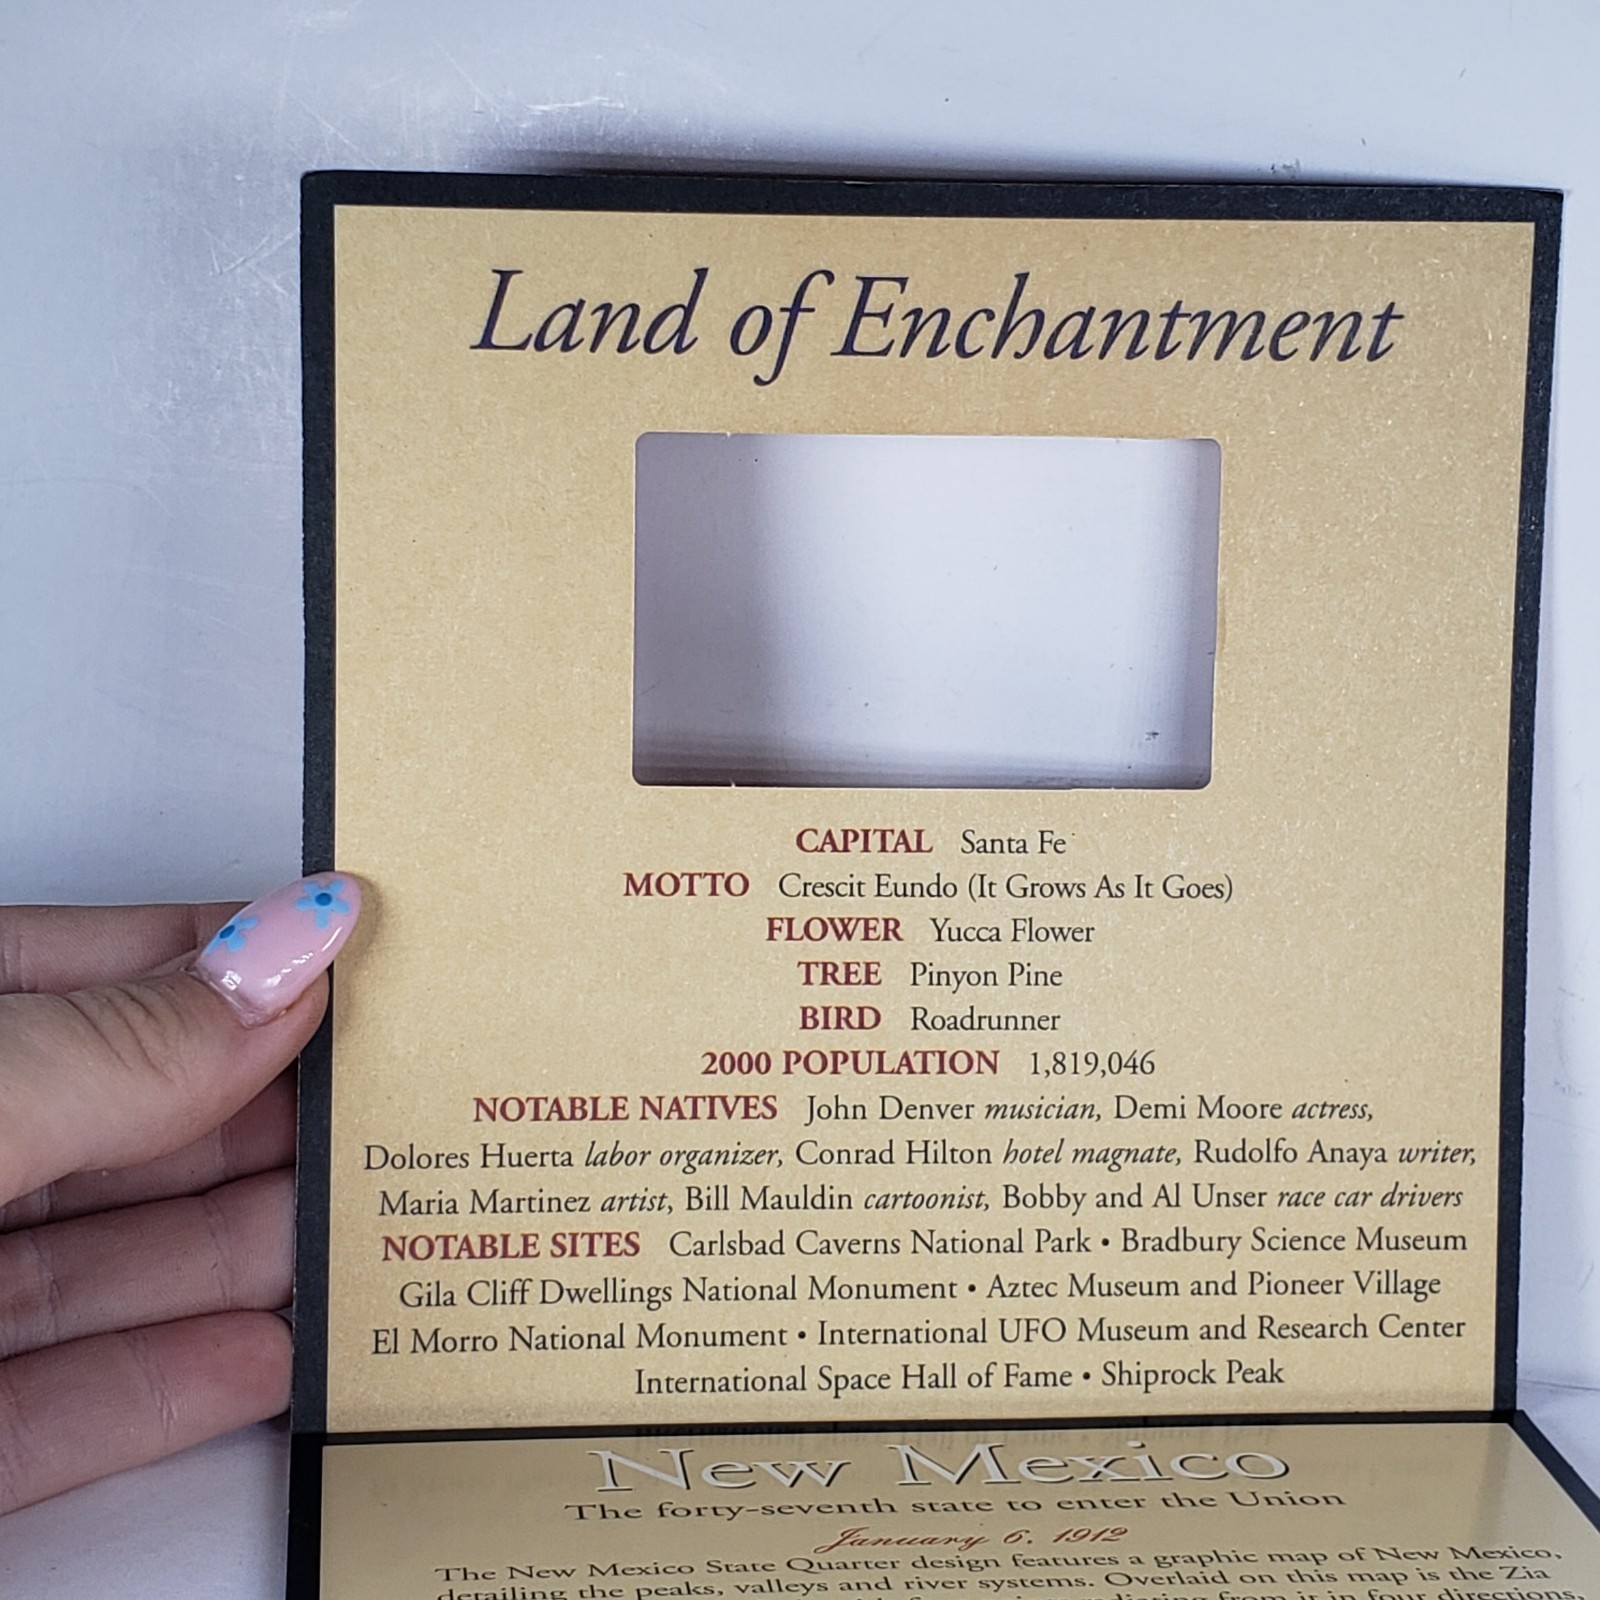 Land of Enchantment
CAPITAL Santa Fe
MOTTO Crescit Eundo (It Grows As It Goes)
FLOWER Yucca Flower
TREE Pinyon Pine
BIRD Roadrunner
2000 POPULATION 1,819,046
NOTABLE NATIVES John Denver musician, Demi Moore actress,
Dolores Huerta labor organizer, Conrad Hilton hotel magnate, Rudolfo Anaya writer,
Maria Martinez artist, Bill Mauldin cartoonist, Bobby and Al Unser race car drivers
NOTABLE SITES Carlsbad Caverns National Park • Bradbury Science Museum
Gila Cliff Dwellings National Monument • Aztec Museum and Pioneer Village
El Morro National Monument • International UFO Museum and Research Center
International Space Hall of Fame • Shiprock Peak
New Mexico
The forty-seventh state to enter the Union
January 6, 1912
The New Mexico State Quarter design features a graphic map of New Mexico,
detailing the peaks, valleys and river systems. Overlaid on this map is the Zia
radiating from it in four directions,